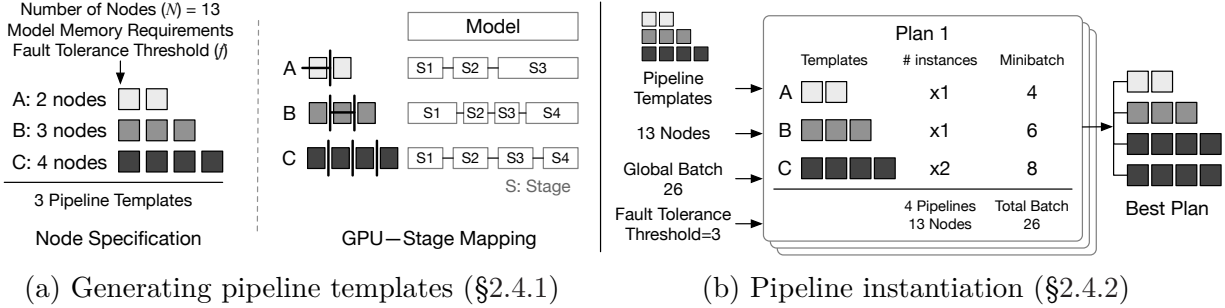 Number of Nodes (N) = 13
Model Memory Requirements
Fault Tolerance Threshold (f)
A: 2 nodes
B: 3 nodes
C: 4 nodes
3 Pipeline Templates
Node Specification
Model
A
S1
S2
S3
B
S1
S2
S3
S4
C
S1
S2
S3
S4
S: Stage
GPU—Stage Mapping
(a) Generating pipeline templates (§2.4.1)
Pipeline
Templates
13 Nodes
Global Batch
26
Fault Tolerance
Threshold=3
Plan 1
Templates # instances Minibatch
A x1 4
B x1 6
C x2 8
4 Pipelines Total Batch
13 Nodes 26
Best Plan
(b) Pipeline instantiation (§2.4.2)